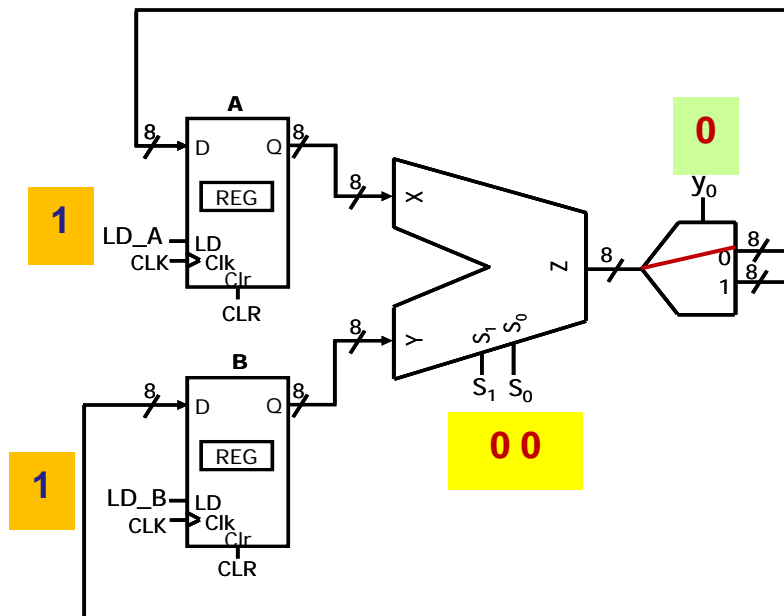 A
8
D
Q
8
REG
1
LD_A
LD
CLK
Clk
Clr
CLR
8
X
Y
8
Z
S₁
S₀
S₁
S₀
0 0
8
0
y₀
0
8
1
8
B
8
D
Q
8
REG
1
LD_B
LD
CLK
Clk
Clr
CLR